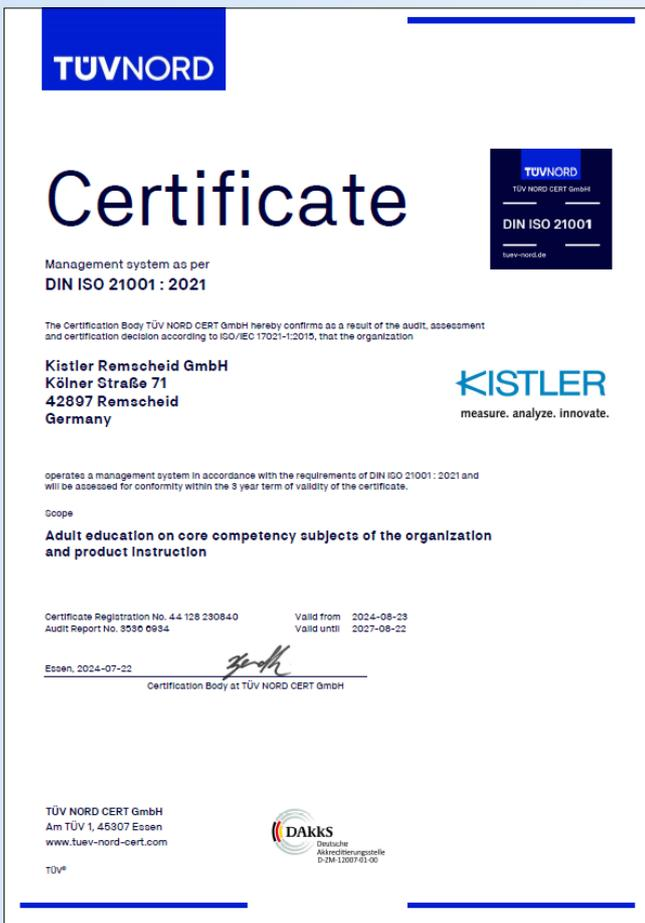 TÜVNORD
Certificate
TÜVNORD
TÜV NORD CERT GmbH
DIN ISO 21001
tuev-nord.de
Management system as per
DIN ISO 21001 : 2021
The Certification Body TÜV NORD CERT GmbH hereby confirms as a result of the audit, assessment
and certification decision according to ISO/IEC 17021-1:2015, that the organization
Kistler Remscheid GmbH
Kölner Straße 71
42897 Remscheid
Germany
KISTLER
measure. analyze. innovate.
operates a management system in accordance with the requirements of DIN ISO 21001 : 2021 and
will be assessed for conformity within the 3 year term of validity of the certificate.
Scope
Adult education on core competency subjects of the organization
and product instruction
Certificate Registration No. 44 128 230840
Audit Report No. 3536 6934
Valid from 2024-08-23
Valid until 2027-08-22
Essen, 2024-07-22
Certification Body at TÜV NORD CERT GmbH
TÜV NORD CERT GmbH
Am TÜV 1, 45307 Essen
www.tuev-nord-cert.com
TÜV®
DAkkS
Deutsche
Akkreditierungsstelle
D-ZM-12007-01-00